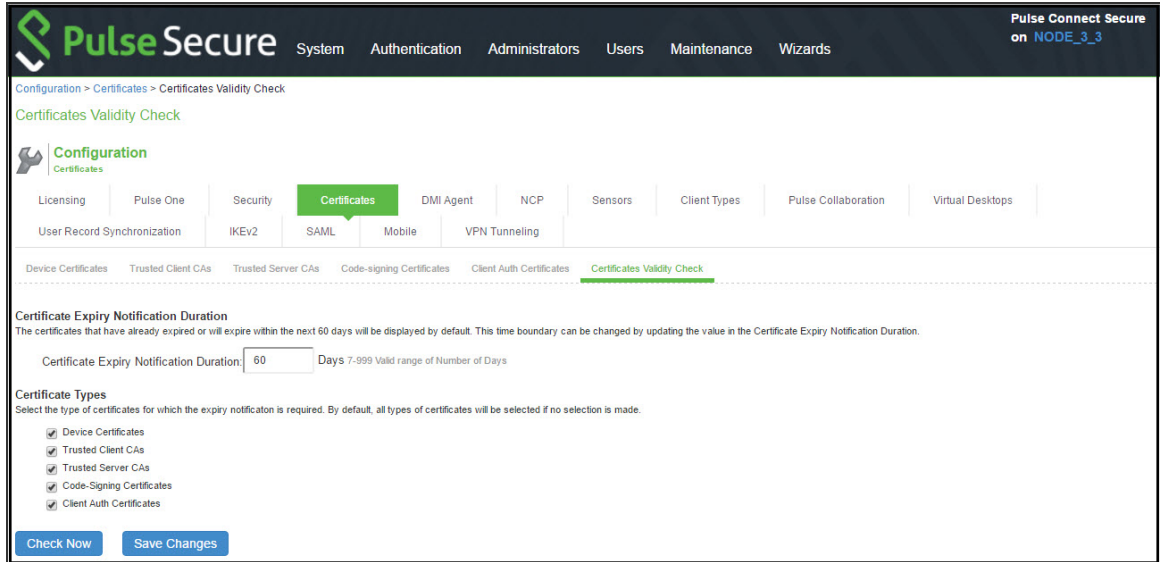 Pulse Secure
System Authentication Administrators Users Maintenance Wizards
Pulse Connect Secure
on NODE_3_3
Configuration > Certificates > Certificates Validity Check
Certificates Validity Check
Configuration
Certificates
Licensing Pulse One Security Certificates DMI Agent NCP Sensors Client Types Pulse Collaboration Virtual Desktops
User Record Synchronization IKEv2 SAML Mobile VPN Tunneling
Device Certificates Trusted Client CAs Trusted Server CAs Code-signing Certificates Client Auth Certificates Certificates Validity Check
Certificate Expiry Notification Duration
The certificates that have already expired or will expire within the next 60 days will be displayed by default. This time boundary can be changed by updating the value in the Certificate Expiry Notification Duration.
Certificate Expiry Notification Duration: 60 Days 7-999 Valid range of Number of Days
Certificate Types
Select the type of certificates for which the expiry notificaton is required. By default, all types of certificates will be selected if no selection is made.
Device Certificates
Trusted Client CAs
Trusted Server CAs
Code-Signing Certificates
Client Auth Certificates
Check Now Save Changes